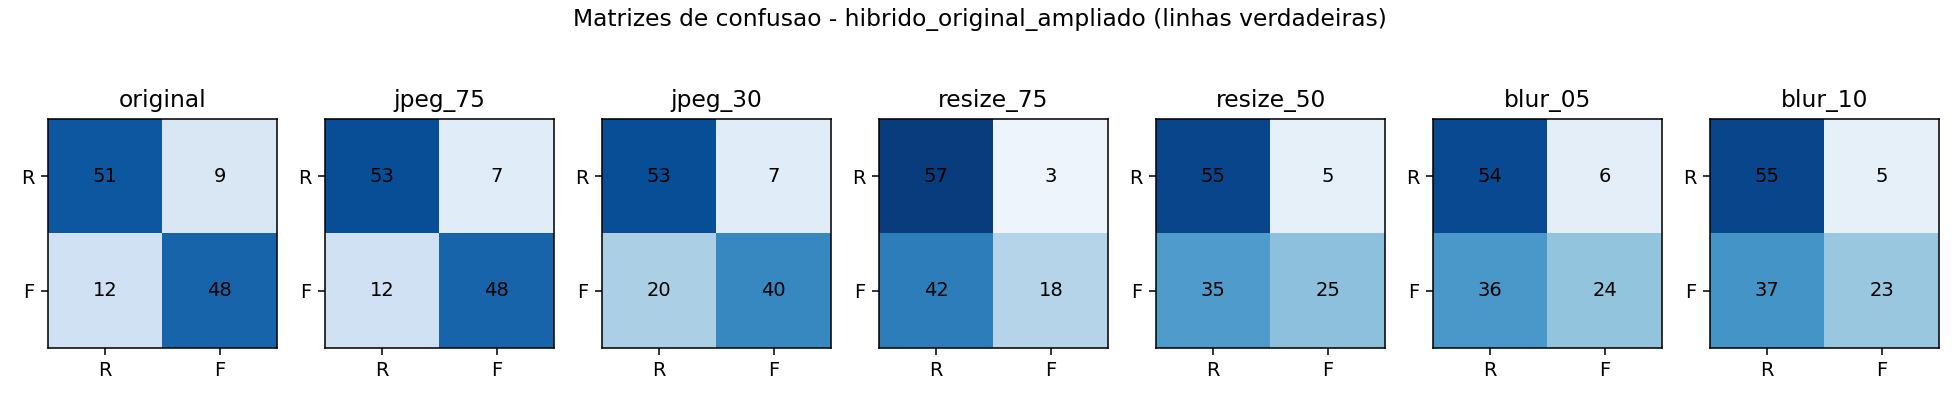 Matrizes de confusao - hibrido_original_ampliado (linhas verdadeiras)
original jpeg_75 jpeg_30 resize_75 resize_50 blur_05 blur_10
R 51 9 R 53 7 R 53 7 R 57 3 R 55 5 R 54 6 R 55 5
F 12 48 F 12 48 F 20 40 F 42 18 F 35 25 F 36 24 F 37 23
R F R F R F R F R F R F R F